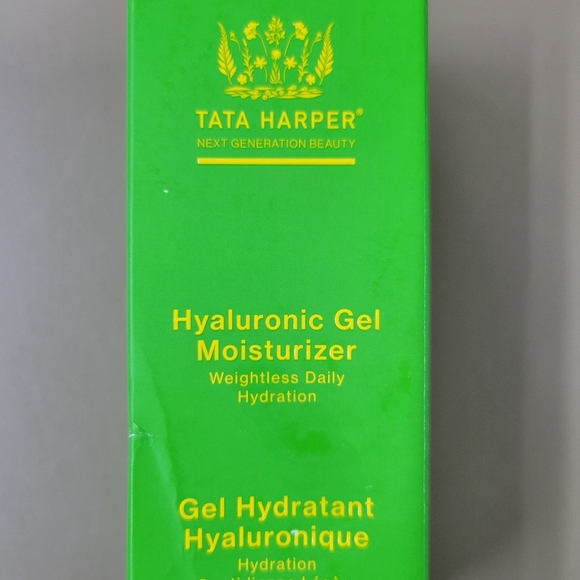 TATA HARPER®
NEXT GENERATION BEAUTY
Hyaluronic Gel
Moisturizer
Weightless Daily
Hydration
Gel Hydratant
Hyaluronique
Hydration